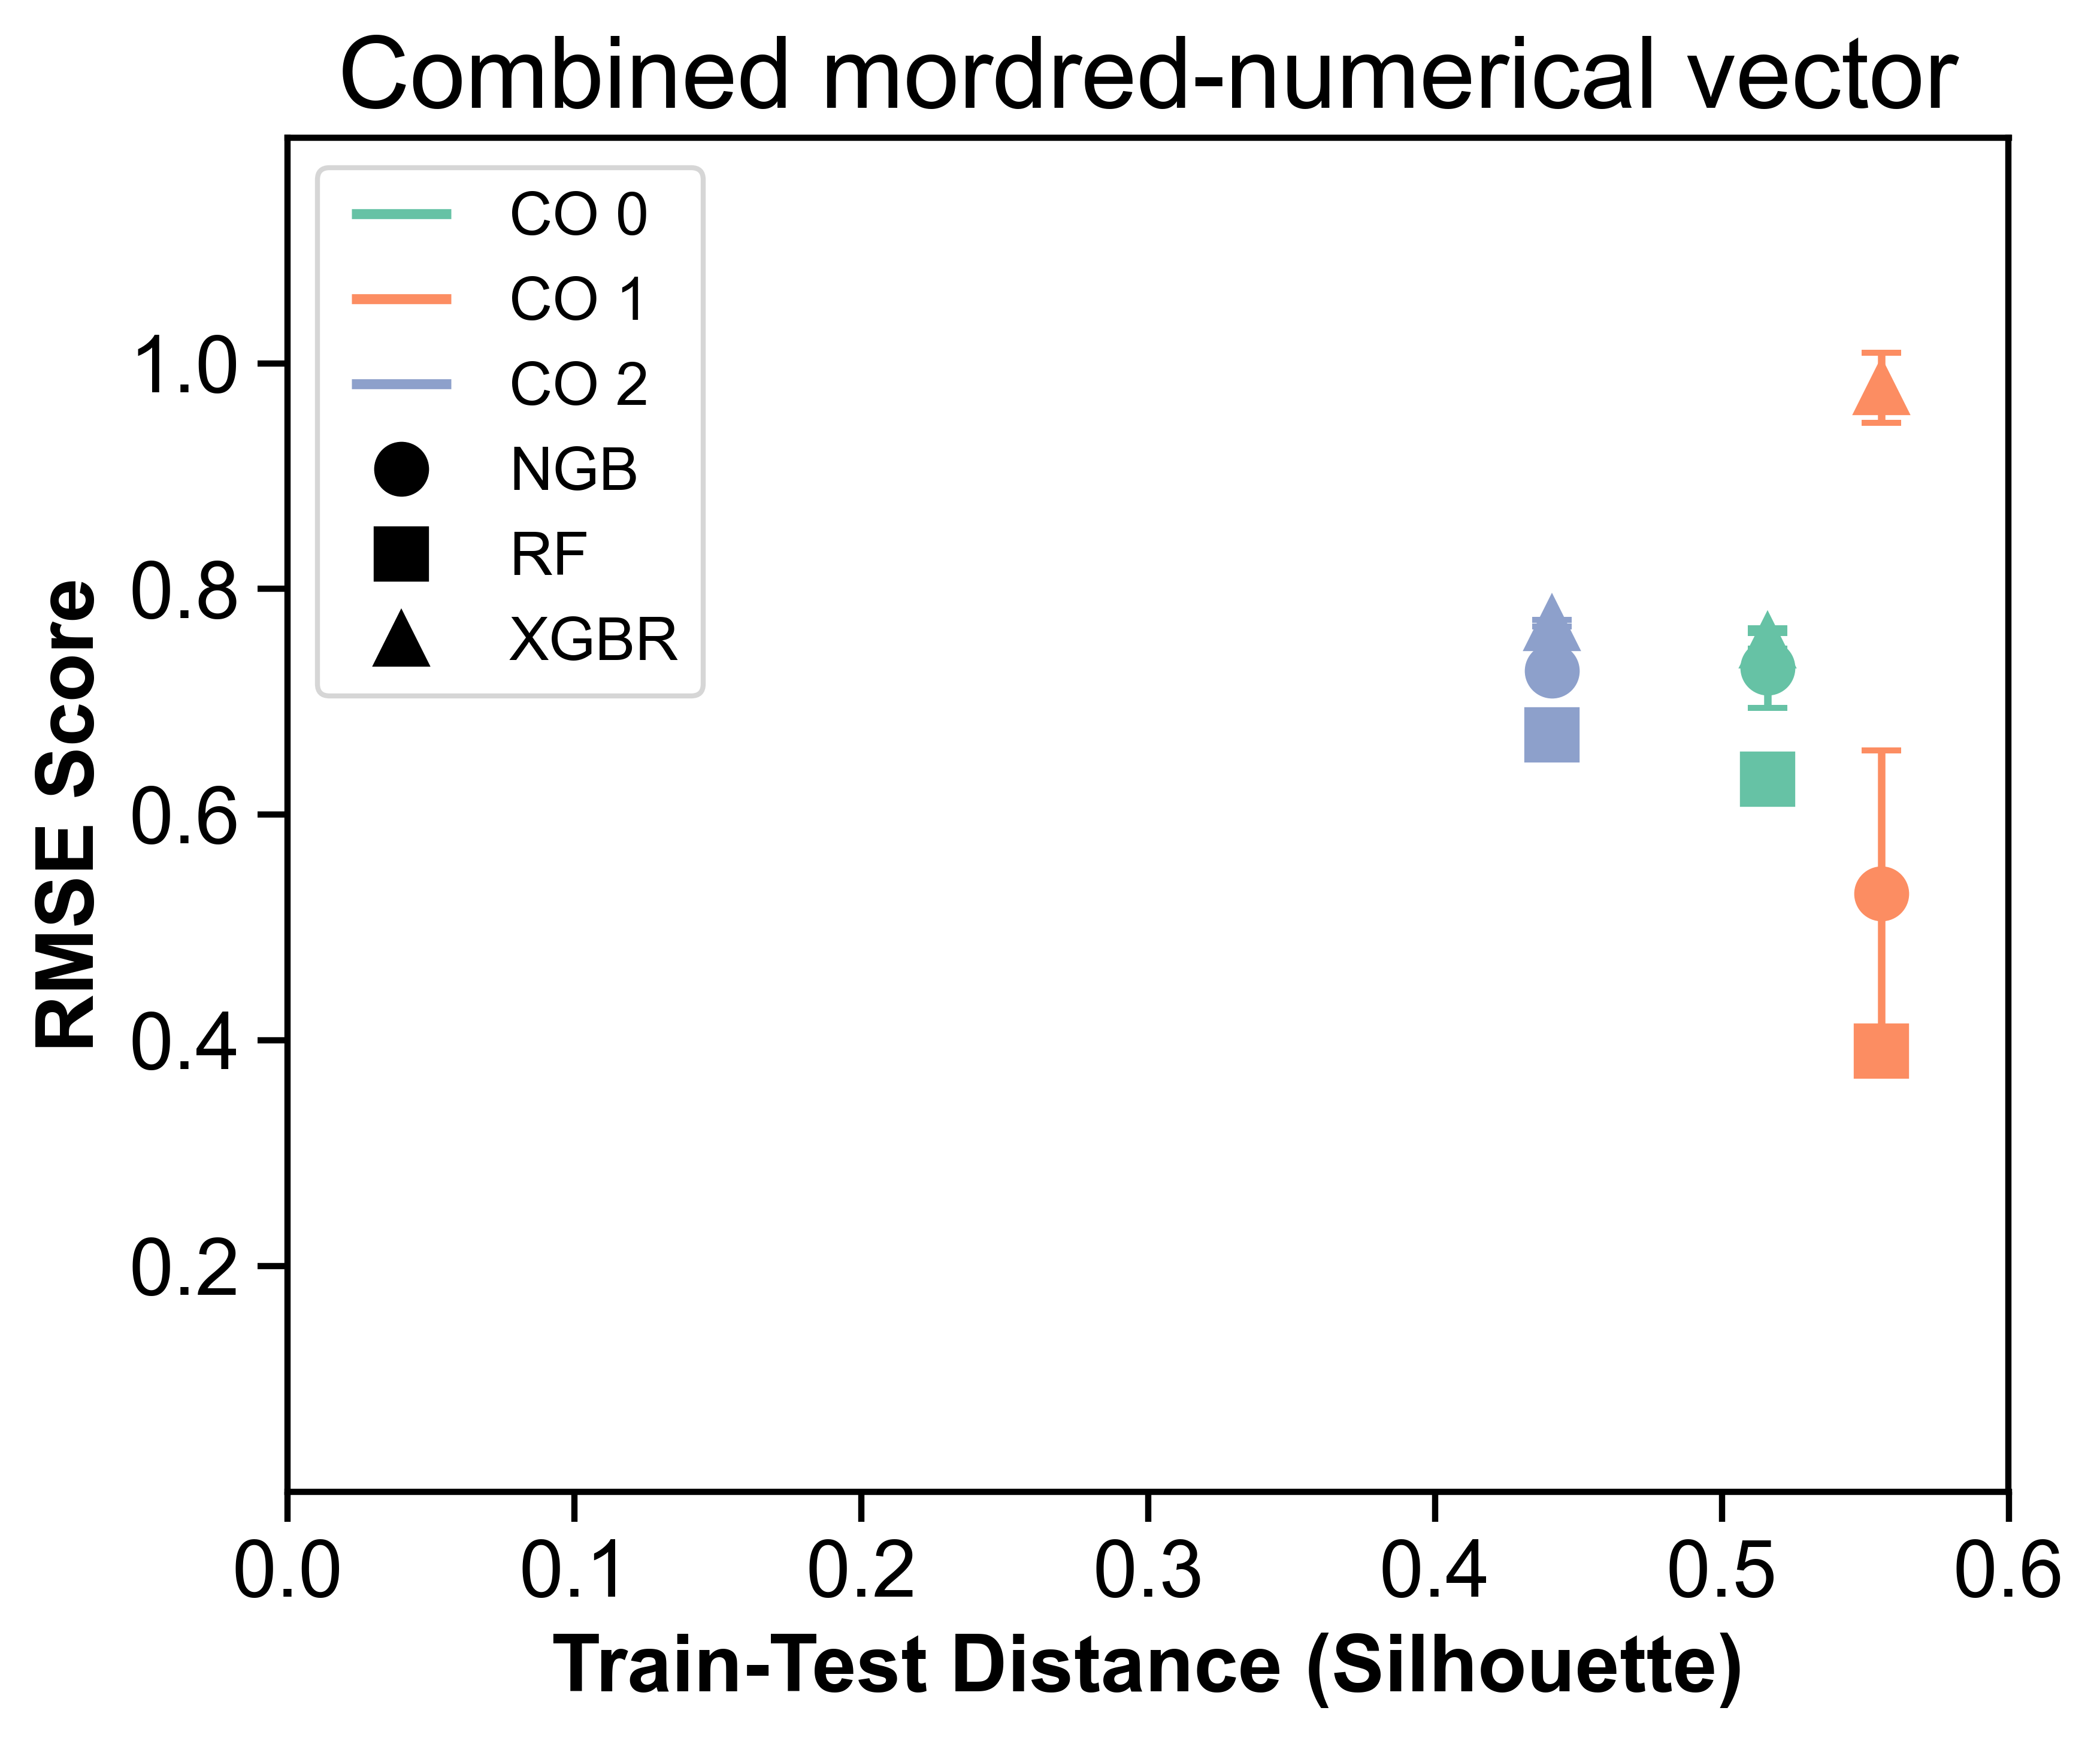 Combined mordred-numerical vector
CO 0
CO 1
CO 2
NGB
RF
XGBR
1.0
0.8
0.6
0.4
0.2
RMSE Score
0.0 0.1 0.2 0.3 0.4 0.5 0.6
Train-Test Distance (Silhouette)